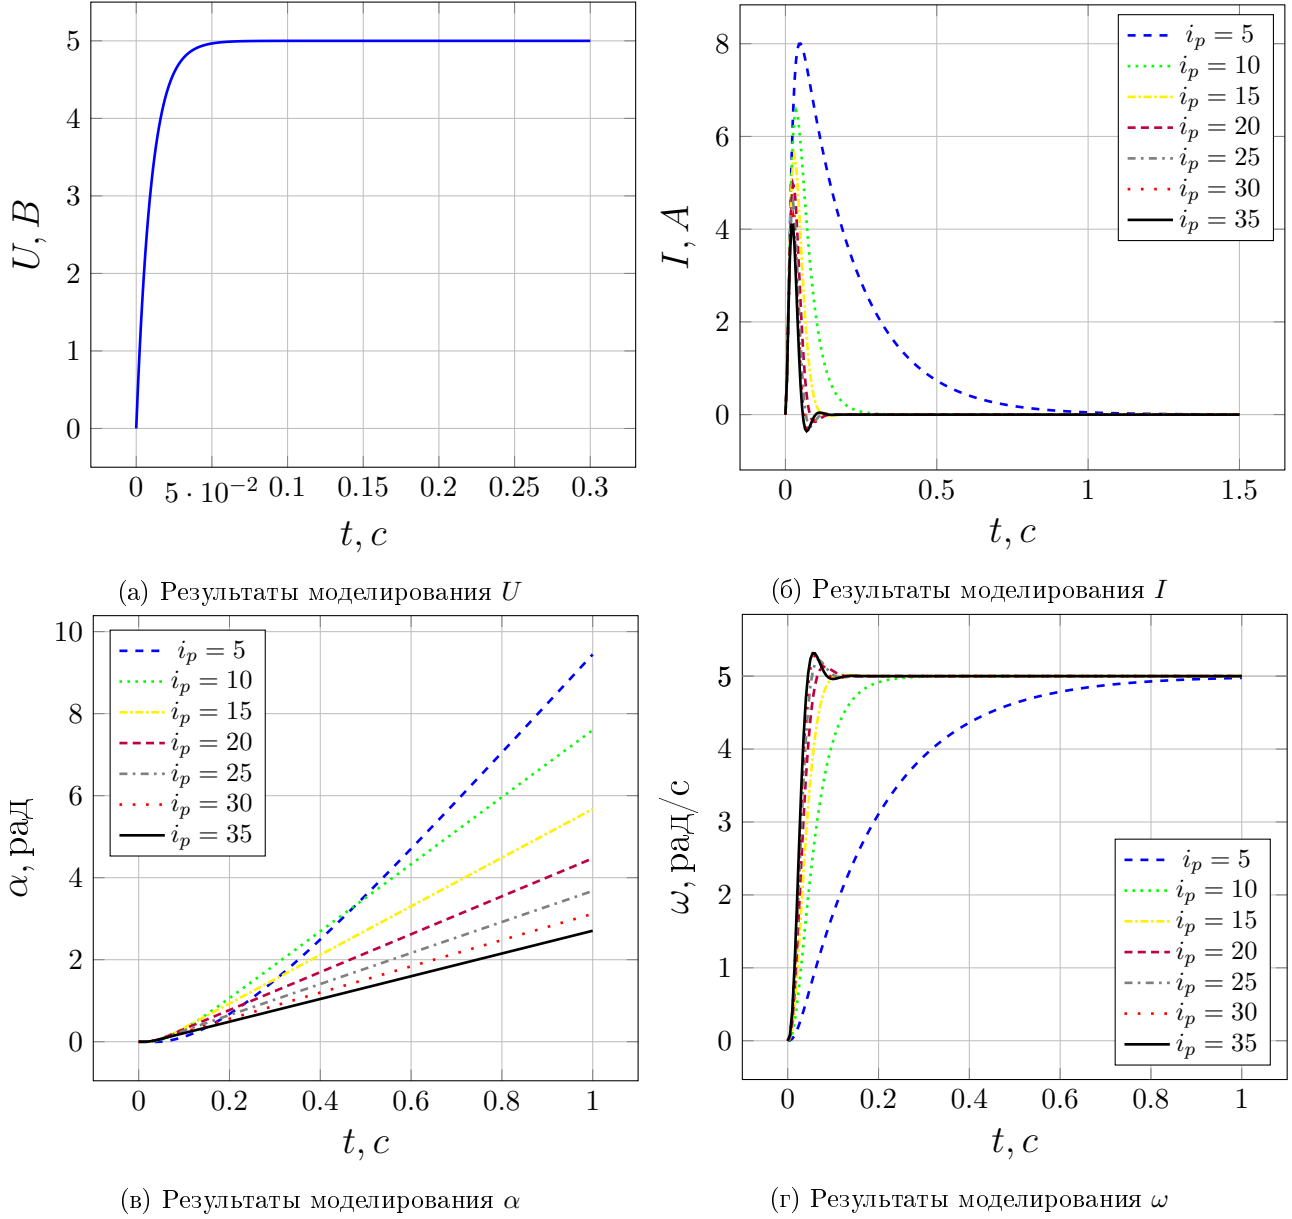 5
4
3
2
1
0
U, B
0 5·10⁻² 0.1 0.15 0.2 0.25 0.3
t, c
(а) Результаты моделирования U
8
6
4
2
0
I, A
0 0.5 1 1.5
t, c
i_p = 5
i_p = 10
i_p = 15
i_p = 20
i_p = 25
i_p = 30
i_p = 35
(б) Результаты моделирования I
10
8
6
4
2
0
α, рад
0 0.2 0.4 0.6 0.8 1
t, c
i_p = 5
i_p = 10
i_p = 15
i_p = 20
i_p = 25
i_p = 30
i_p = 35
(в) Результаты моделирования α
5
4
3
2
1
0
ω, рад/с
0 0.2 0.4 0.6 0.8 1
t, c
i_p = 5
i_p = 10
i_p = 15
i_p = 20
i_p = 25
i_p = 30
i_p = 35
(г) Результаты моделирования ω